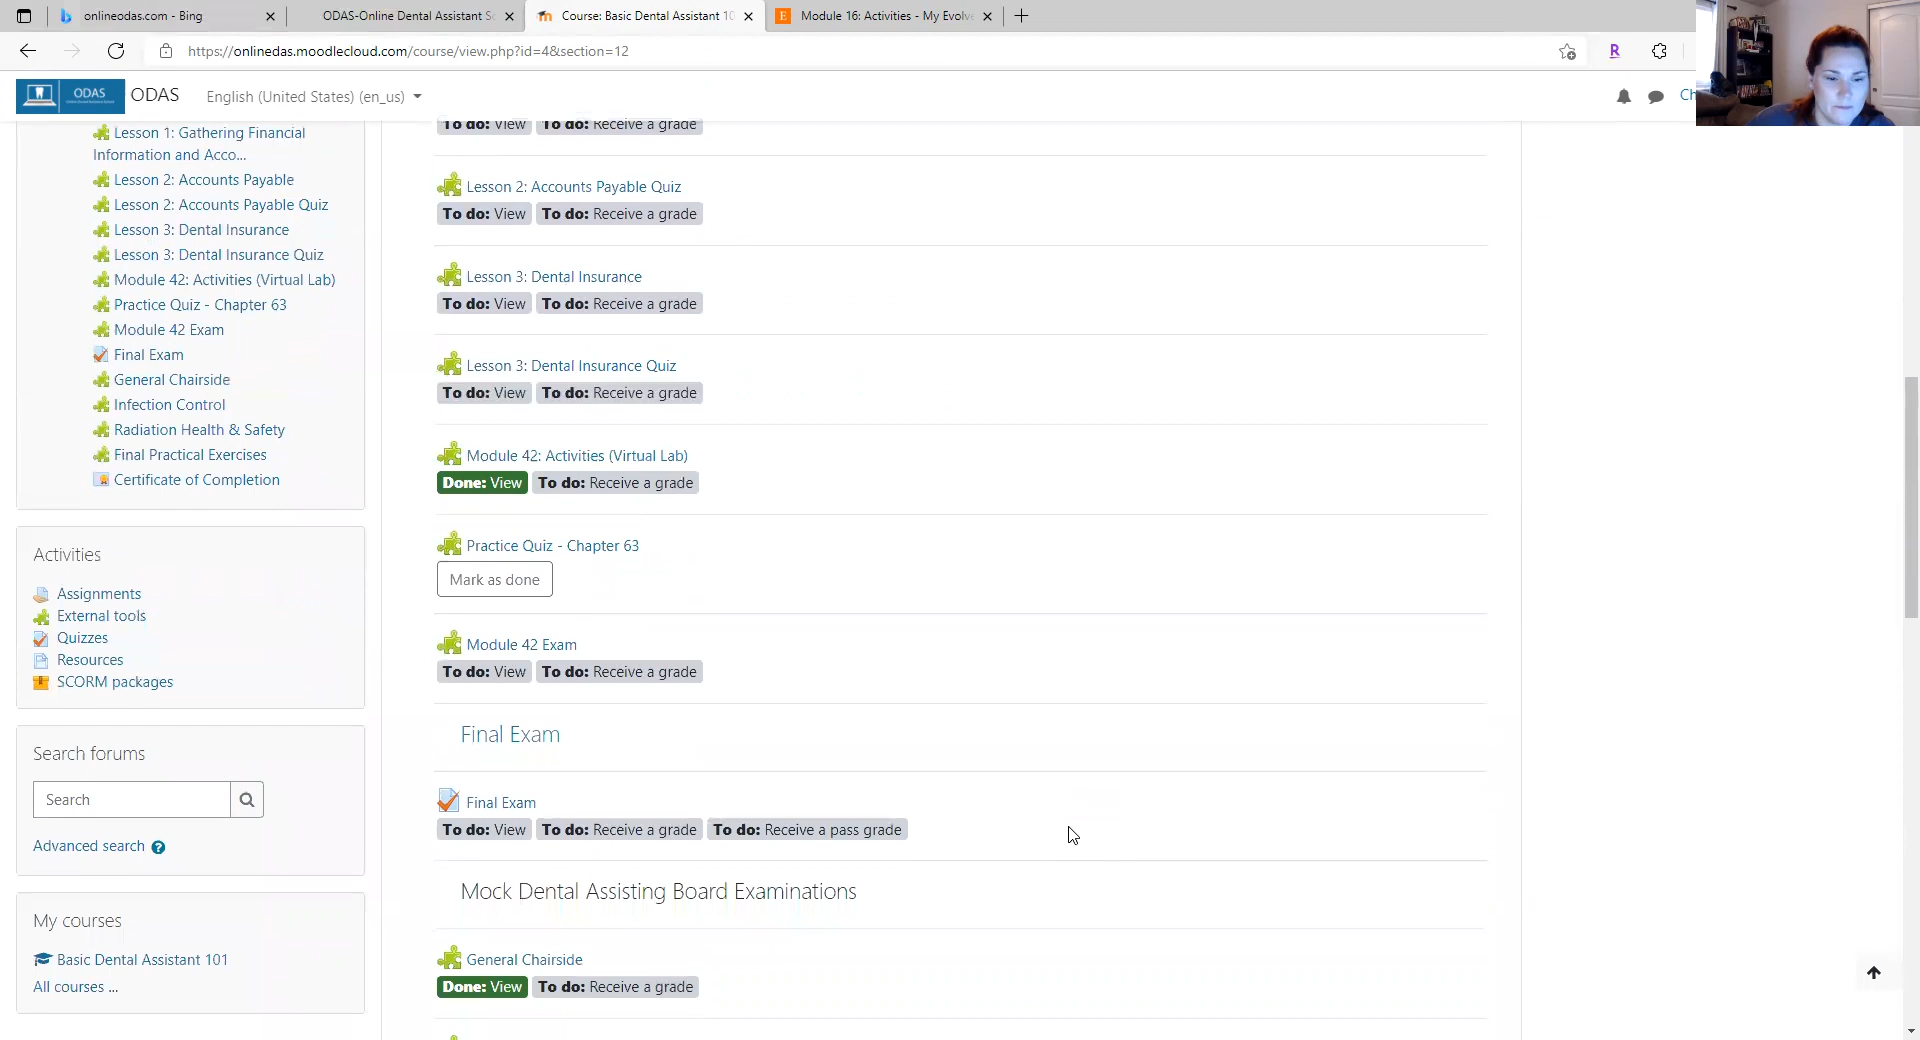 onlineodas.com - Bing
ODAS-Online Dental Assistant Sc
Course: Basic Dental Assistant 10
Module 16: Activities - My Evolve
https://onlinedas.moodlecloud.com/course/view.php?id=4&section=12
R
ODAS
ODAS
English (United States) (en_us)
Ch
Lesson 1: Gathering Financial
Information and Acco...
Lesson 2: Accounts Payable
Lesson 2: Accounts Payable Quiz
Lesson 3: Dental Insurance
Lesson 3: Dental Insurance Quiz
Module 42: Activities (Virtual Lab)
Practice Quiz - Chapter 63
Module 42 Exam
Final Exam
General Chairside
Infection Control
Radiation Health & Safety
Final Practical Exercises
Certificate of Completion
Activities
Assignments
External tools
Quizzes
Resources
SCORM packages
Search forums
Search
Advanced search
My courses
Basic Dental Assistant 101
All courses ...
To do: View To do: Receive a grade
Lesson 2: Accounts Payable Quiz
To do: View To do: Receive a grade
Lesson 3: Dental Insurance
To do: View To do: Receive a grade
Lesson 3: Dental Insurance Quiz
To do: View To do: Receive a grade
Module 42: Activities (Virtual Lab)
Done: View To do: Receive a grade
Practice Quiz - Chapter 63
Mark as done
Module 42 Exam
To do: View To do: Receive a grade
Final Exam
Final Exam
To do: View To do: Receive a grade To do: Receive a pass grade
Mock Dental Assisting Board Examinations
General Chairside
Done: View To do: Receive a grade